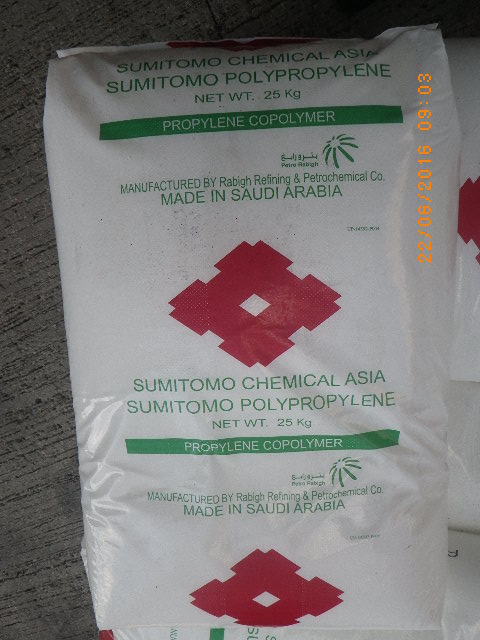 SUMITOMO CHEMICAL ASIA
SUMITOMO POLYPROPYLENE
NET WT. 25 Kg
PROPYLENE COPOLYMER
بترورابغ
Petro Rabigh
MANUFACTURED BY Rabigh Refining & Petrochemical Co.
MADE IN SAUDI ARABIA
SUMITOMO CHEMICAL ASIA
SUMITOMO POLYPROPYLENE
NET WT. 25 Kg
PROPYLENE COPOLYMER
بترورابغ
Petro Rabigh
MANUFACTURED BY Rabigh Refining & Petrochemical Co.
MADE IN SAUDI ARABIA
22/06/2016 09:03